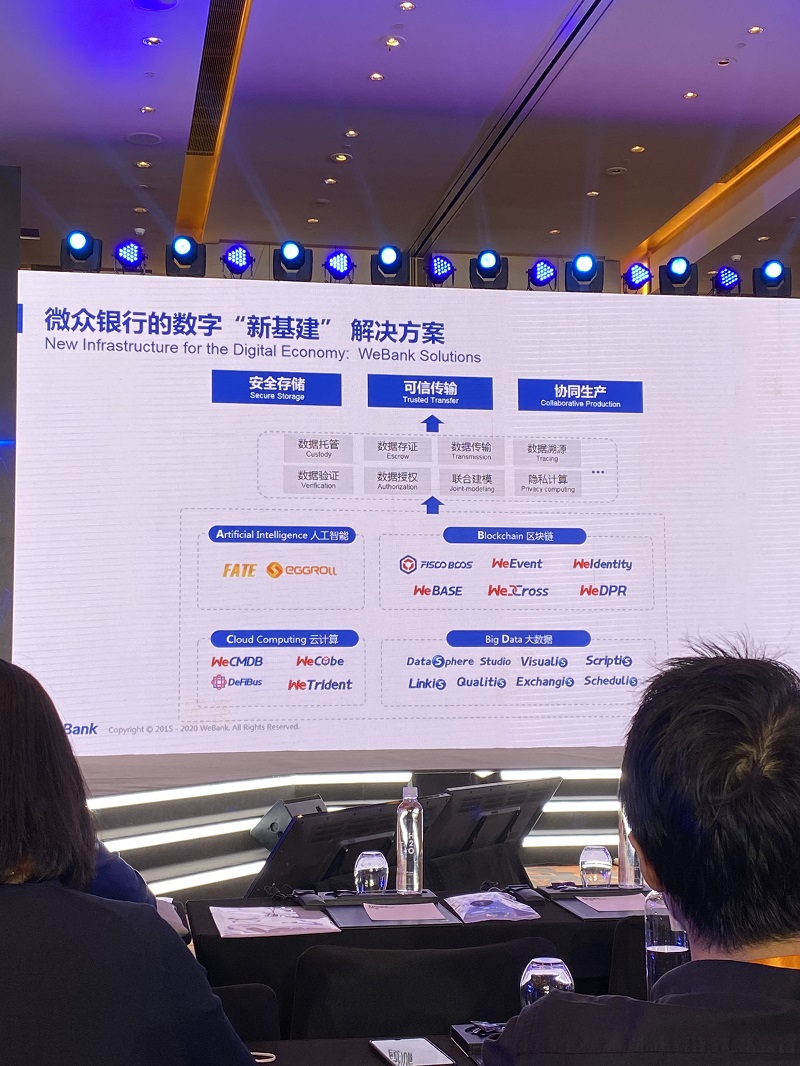 微众银行的数字“新基建” 解决方案
New Infrastructure for the Digital Economy: WeBank Solutions
安全存储
Secure Storage
可信传输
Trusted Transfer
协同生产
Collaborative Production
数据托管
Custody
数据存证
Escrow
数据传输
Transmission
数据溯源
Tracing
数据验证
Verification
数据授权
Authorization
联合建模
Joint-modelling
隐私计算
Privacy computing
...
Artificial Intelligence 人工智能
FATE EGGROLL
Blockchain 区块链
FISCO BCOS WeEvent WeIdentity
WeBASE WeCross WeDPR
Cloud Computing 云计算
WeCMDB WeCube
DeFiBus WeTrident
Big Data 大数据
DataSphere Studio Visualis Scriptis
Linkis Qualitis Exchangis Schedulis
Bank Copyright © 2015 - 2020 WeBank. All Rights Reserved.
H2O